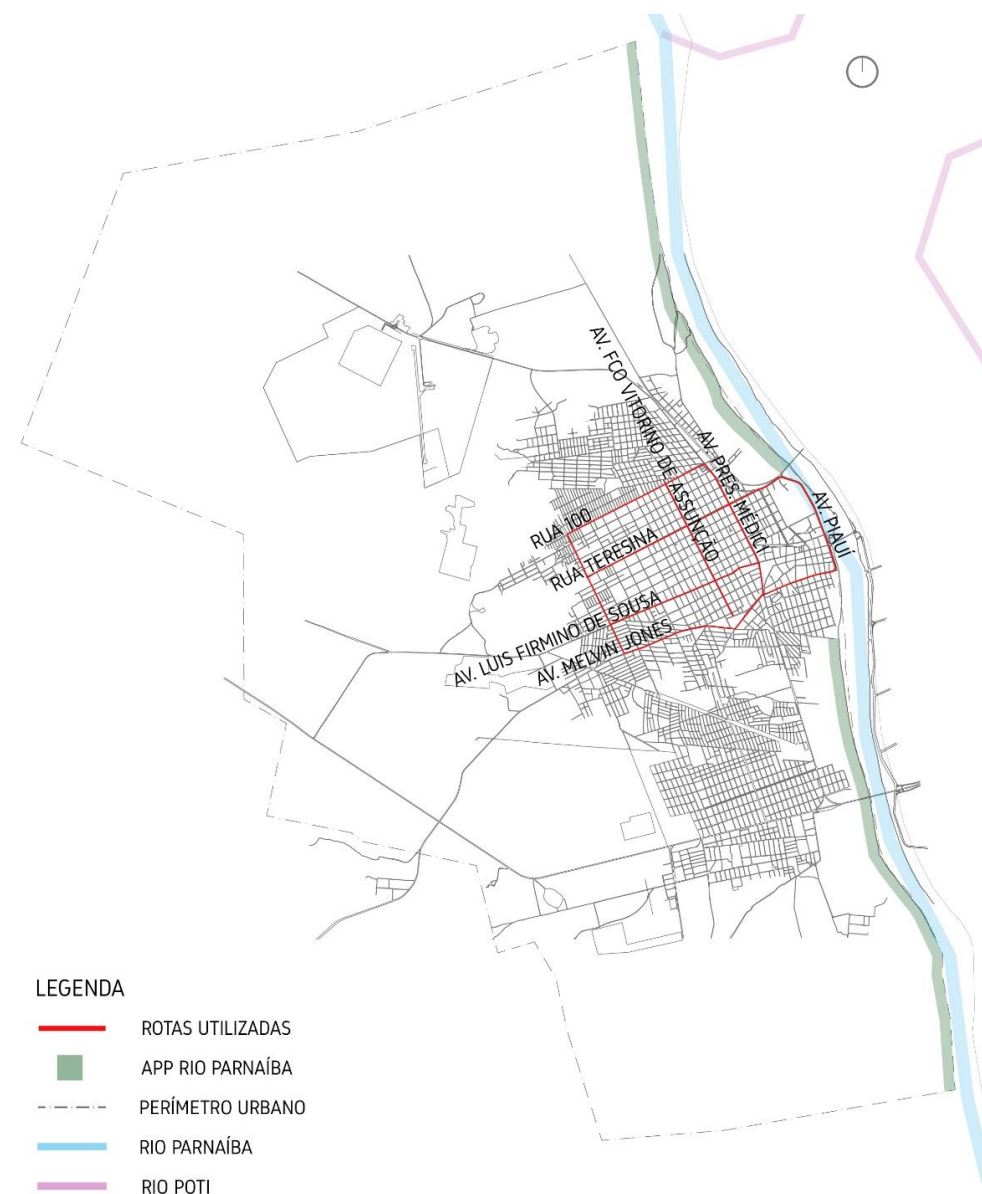 AV. FCO VITORINO DE ASSUNÇÃO
AV. PRES. MÉDICI
AV. PIAUÍ
RUA 100
RUA TERESINA
AV. LUIS FIRMINO DE SOUSA
AV. MELVIN JONES
LEGENDA
ROTAS UTILIZADAS
APP RIO PARNAÍBA
PERÍMETRO URBANO
RIO PARNAÍBA
RIO POTI